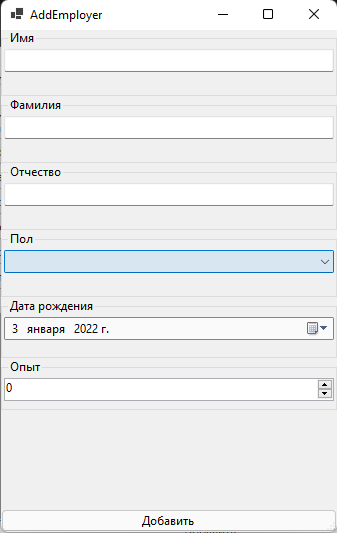 AddEmployer
Имя
Фамилия
Отчество
Пол
Дата рождения
3 января 2022 г.
Опыт
0
Добавить